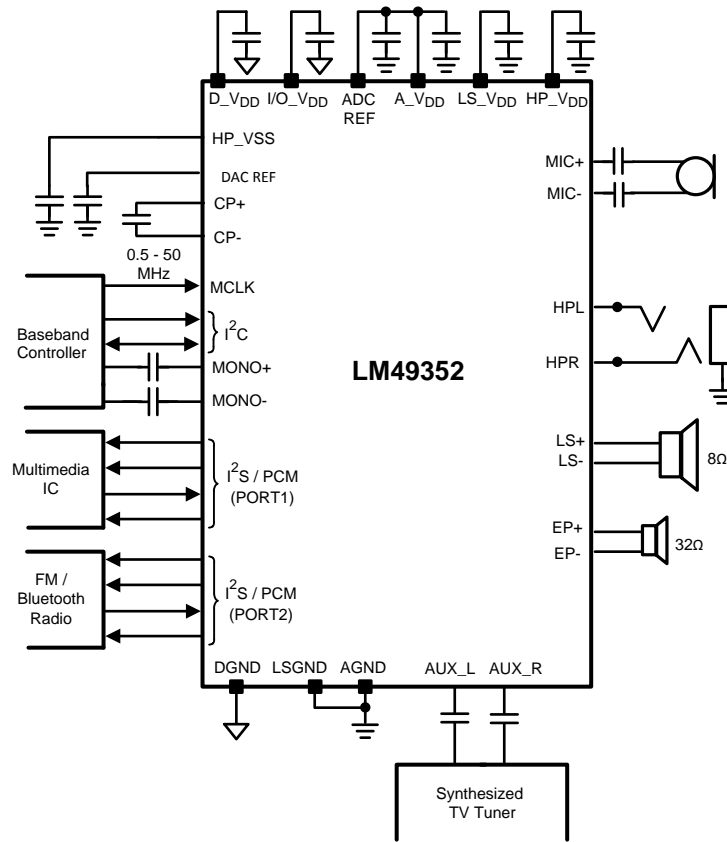 D_VDD I/O_VDD ADC REF A_VDD LS_VDD HP_VDD
HP_VSS
DAC REF
CP+
CP-
0.5 - 50
MHz
MCLK
I2C
MONO+
MONO-
Baseband
Controller
Multimedia
IC
I2S / PCM
(PORT1)
FM /
Bluetooth
Radio
I2S / PCM
(PORT2)
LM49352
MIC+
MIC-
HPL
HPR
LS+
LS-
8Ω
EP+
EP-
32Ω
DGND LSGND AGND AUX_L AUX_R
Synthesized
TV Tuner